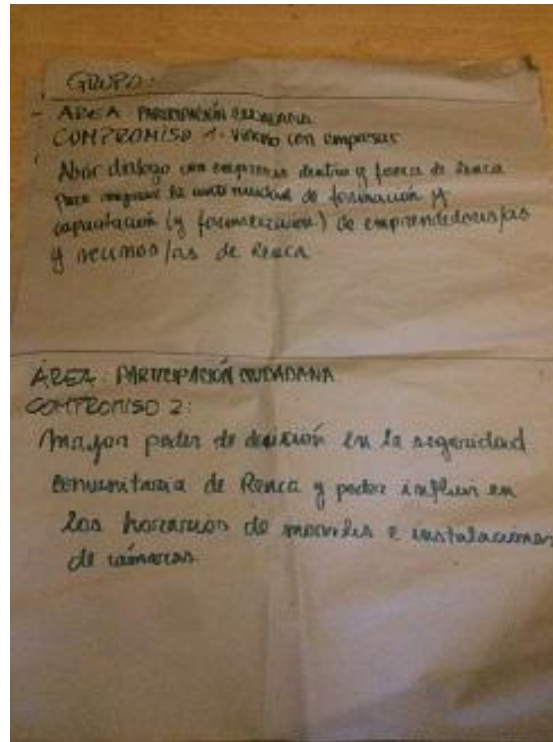 GRUPO:
- ÁREA: PARTICIPACIÓN CIUDADANA
COMPROMISO 1: Vínculo con empresas
Abrir diálogo con empresas dentro y fuera de Renca
para mejorar la continuidad de formación y
capacitación (y formalización) de emprendedores/as
y vecinos/as de Renca
ÁREA: PARTICIPACIÓN CIUDADANA
COMPROMISO 2:
Mayor poder de decisión en la seguridad
comunitaria de Renca y poder influir en
los horarios de moviles e instalaciones
de cámaras.